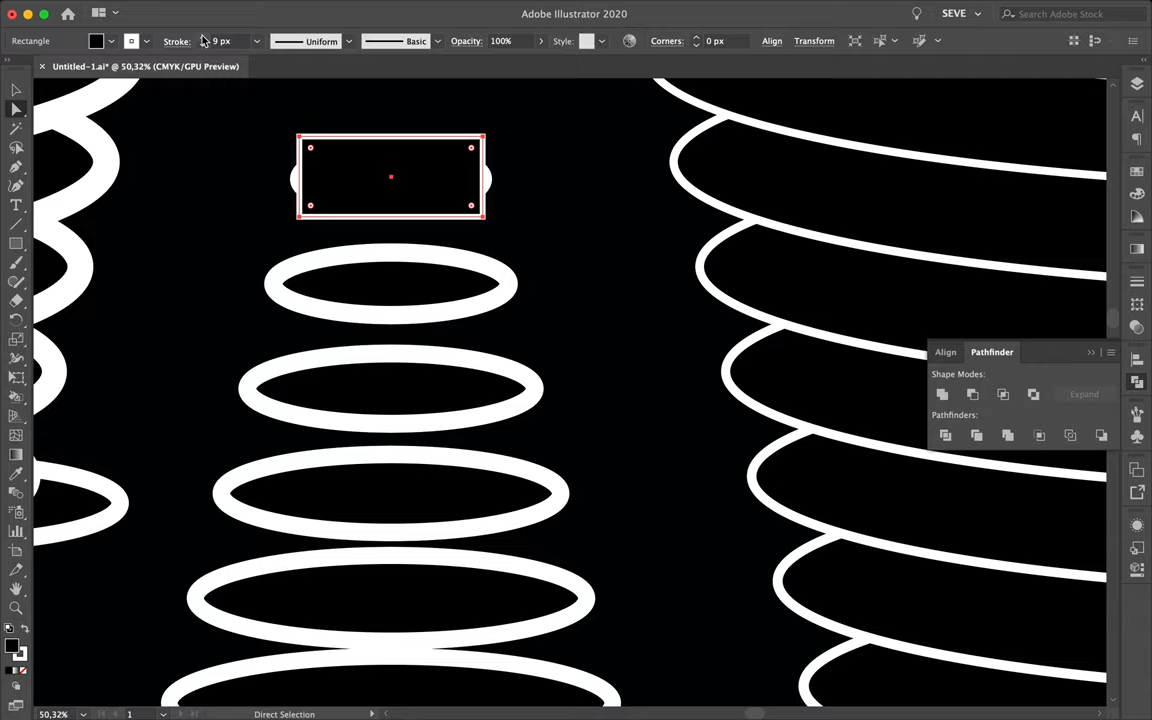 Adobe Illustrator 2020
SEVE
Search Adobe Stock
Rectangle
Stroke:
9 px
Uniform
Basic
Opacity:
100%
Style:
Corners:
0 px
Align
Transform
Untitled-1.ai* @ 50,32% (CMYK/GPU Preview)
Align
Pathfinder
Shape Modes:
Expand
Pathfinders:
50,32%
1
Direct Selection